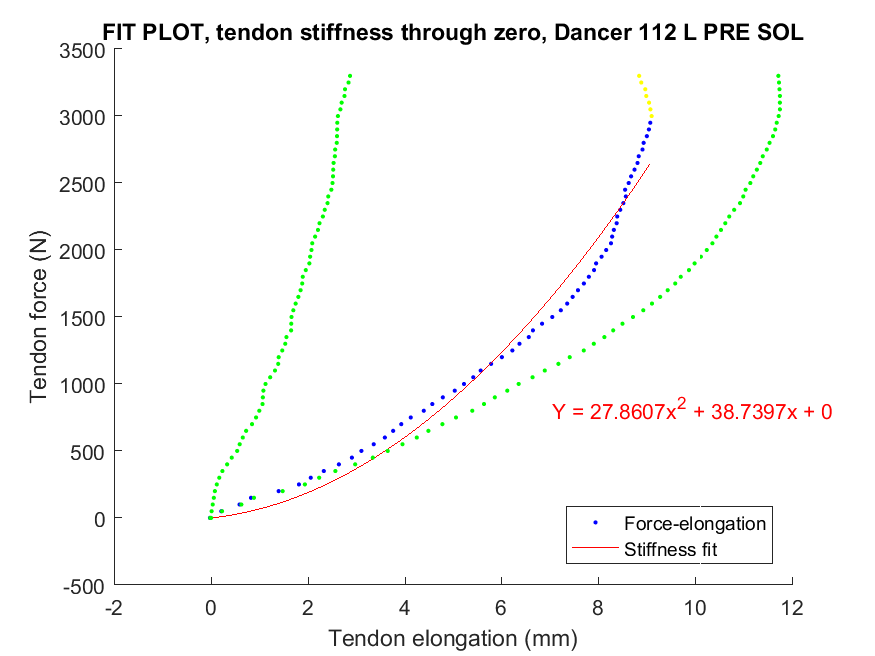 FIT PLOT, tendon stiffness through zero, Dancer 112 L PRE SOL
3500
3000
2500
2000
1500
1000
500
0
-500
Tendon force (N)
Y = 27.8607x² + 38.7397x + 0
Force-elongation
Stiffness fit
-2 0 2 4 6 8 10 12
Tendon elongation (mm)